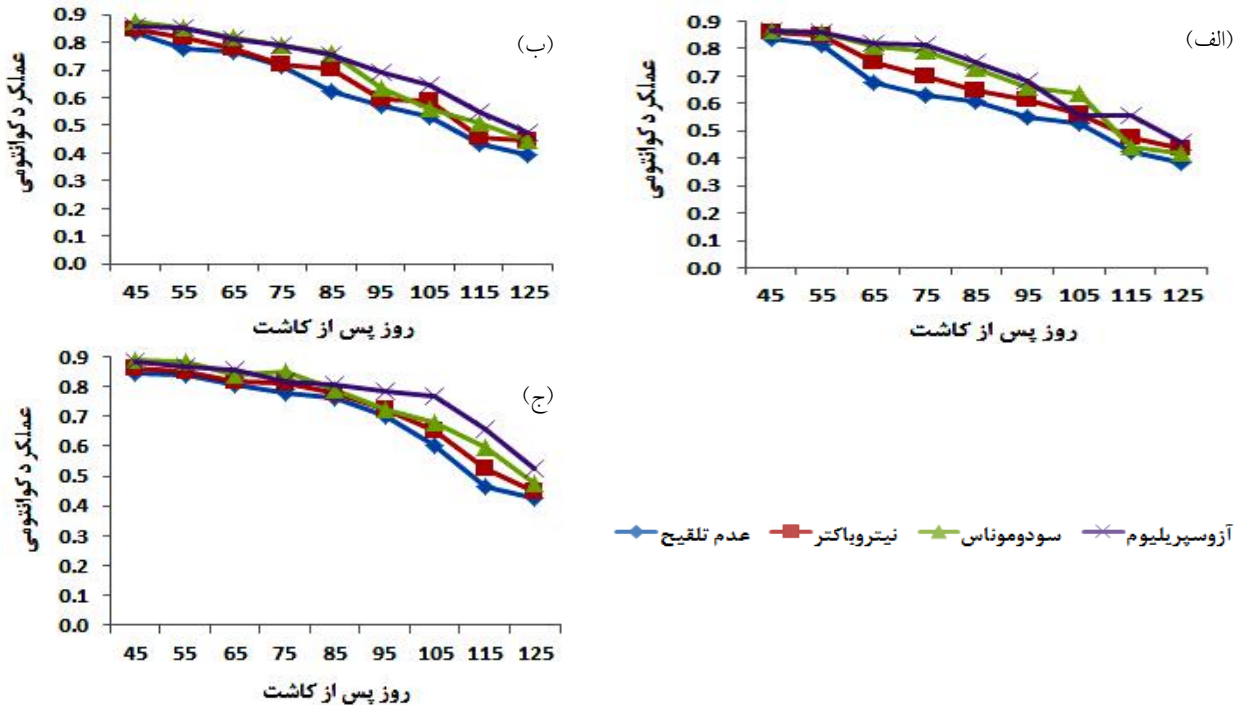 (الف)
عملکرد کوانتومی
0.9
0.8
0.7
0.6
0.5
0.4
0.3
0.2
0.1
0.0
45 55 65 75 85 95 105 115 125
روز پس از کاشت
(ب)
عملکرد کوانتومی
0.9
0.8
0.7
0.6
0.5
0.4
0.3
0.2
0.1
0.0
45 55 65 75 85 95 105 115 125
روز پس از کاشت
(ج)
عملکرد کوانتومی
0.9
0.8
0.7
0.6
0.5
0.4
0.3
0.2
0.1
0.0
45 55 65 75 85 95 105 115 125
روز پس از کاشت
آزوسپریلیوم سودوموناس نیتروباکتر عدم تلقیح